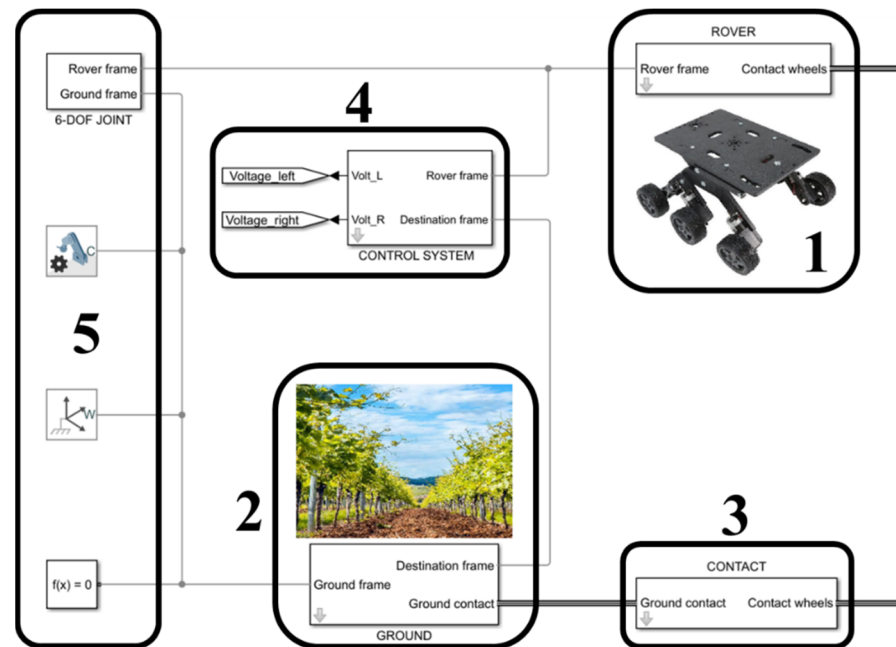 ROVER
Rover frame
Contact wheels
1
Rover frame
Ground frame
6-DOF JOINT
C
5
W
f(x) = 0
4
Voltage_left
Volt_L
Rover frame
Voltage_right
Volt_R
Destination frame
CONTROL SYSTEM
2
Destination frame
Ground frame
Ground contact
GROUND
3
CONTACT
Ground contact
Contact wheels